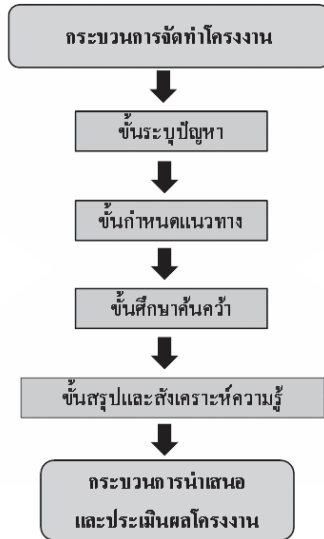 กระบวนการจัดทำโครงงาน
ขั้นระบุปัญหา
ขั้นกำหนดแนวทาง
ขั้นศึกษาค้นคว้า
ขั้นสรุปและสังเคราะห์ความรู้
กระบวนการนำเสนอ
และประเมินผลโครงงาน